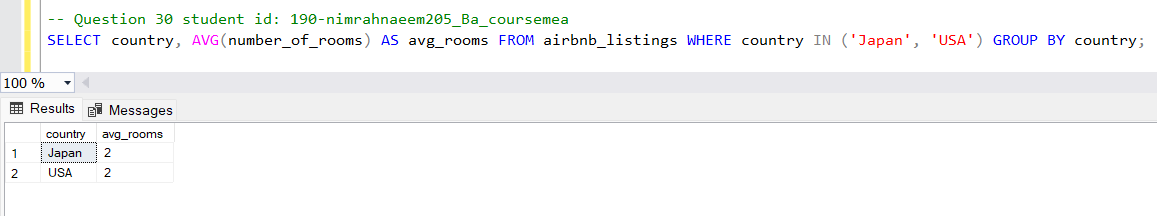 -- Question 30 student id: 190-nimrahnaeem205_Ba_coursemea
SELECT country, AVG(number_of_rooms) AS avg_rooms FROM airbnb_listings WHERE country IN ('Japan', 'USA') GROUP BY country;
100 %
Results Messages
country avg_rooms
1 Japan 2
2 USA 2